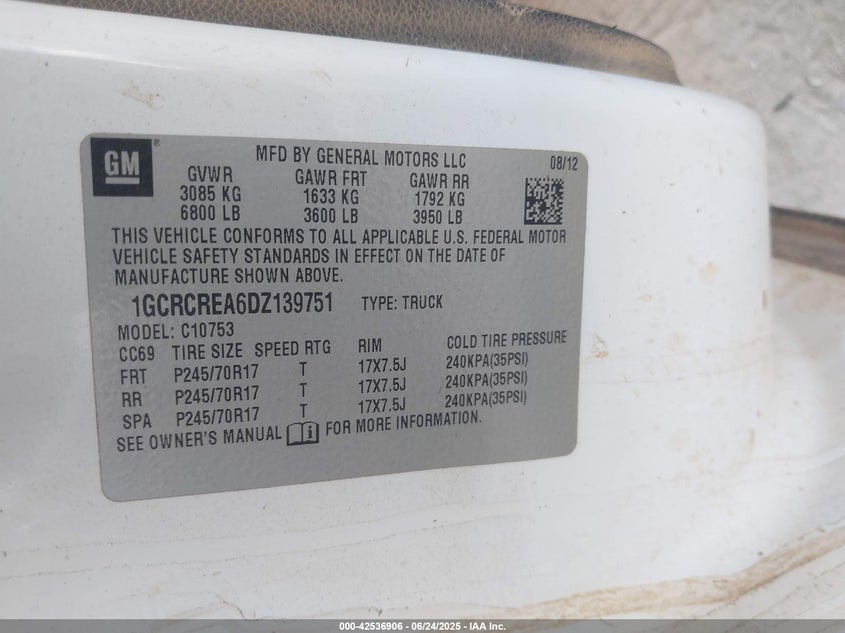 GM ®
MFD BY GENERAL MOTORS LLC 08/12
GVWR GAWR FRT GAWR RR
3085 KG 1633 KG 1792 KG
6800 LB 3600 LB 3950 LB
THIS VEHICLE CONFORMS TO ALL APPLICABLE U.S. FEDERAL MOTOR
VEHICLE SAFETY STANDARDS IN EFFECT ON THE DATE OF
MANUFACTURE SHOWN ABOVE.
1GCRCREA6DZ139751 TYPE: TRUCK
MODEL: C10753
CC69 TIRE SIZE SPEED RTG RIM COLD TIRE PRESSURE
FRT P245/70R17 T 17X7.5J 240KPA(35PSI)
RR P245/70R17 T 17X7.5J 240KPA(35PSI)
SPA P245/70R17 T 17X7.5J 240KPA(35PSI)
SEE OWNER'S MANUAL i FOR MORE INFORMATION.
000-42536906 - 06/24/2025 - IAA Inc.